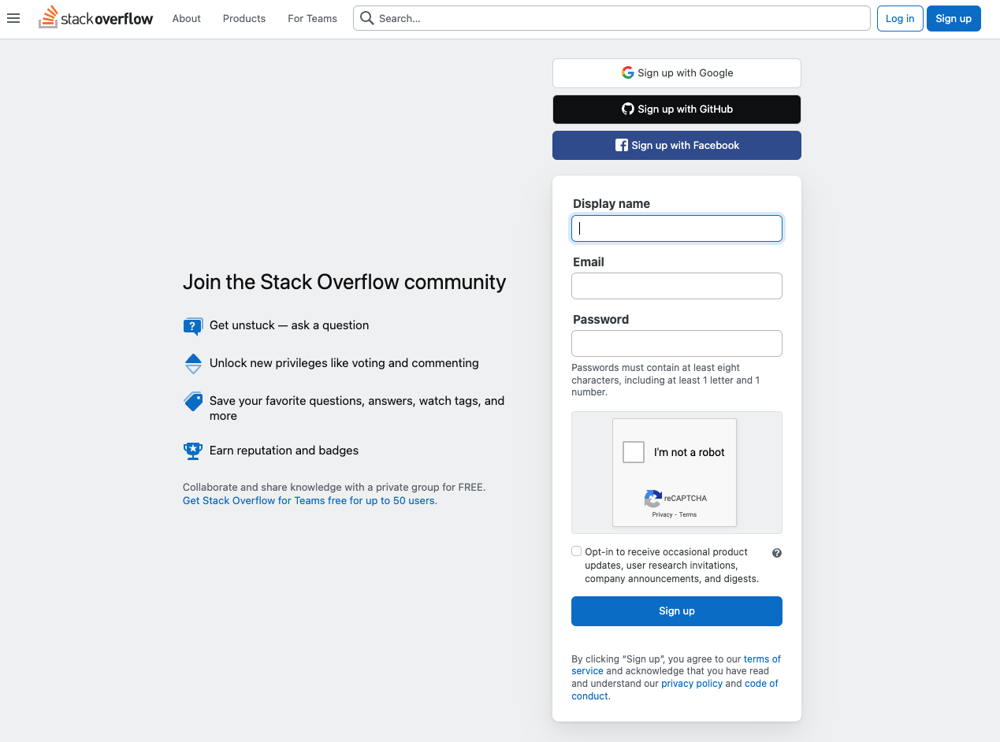 stackoverflow
About
Products
For Teams
Search...
Log in
Sign up
Sign up with Google
Sign up with GitHub
Sign up with Facebook
Join the Stack Overflow community
?
Get unstuck — ask a question
Unlock new privileges like voting and commenting
Save your favorite questions, answers, watch tags, and
more
Earn reputation and badges
Collaborate and share knowledge with a private group for FREE.
Get Stack Overflow for Teams free for up to 50 users.
Display name
Email
Password
Passwords must contain at least eight
characters, including at least 1 letter and 1
number.
I'm not a robot
reCAPTCHA
Privacy - Terms
Opt-in to receive occasional product
updates, user research invitations,
company announcements, and digests.
?
Sign up
By clicking “Sign up”, you agree to our terms of
service and acknowledge that you have read
and understand our privacy policy and code of
conduct.